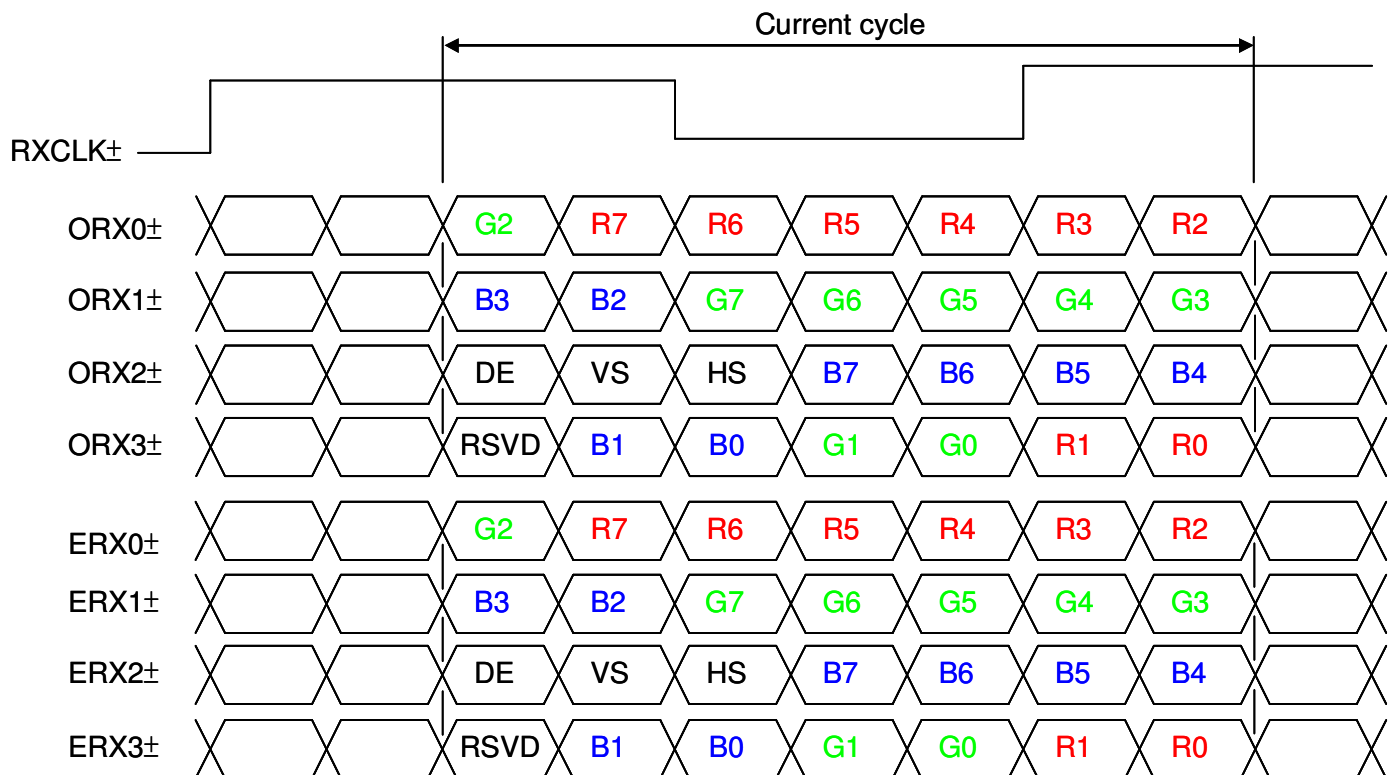 Current cycle
RXCLK±
ORX0± G2 R7 R6 R5 R4 R3 R2
ORX1± B3 B2 G7 G6 G5 G4 G3
ORX2± DE VS HS B7 B6 B5 B4
ORX3± RSVD B1 B0 G1 G0 R1 R0
ERX0± G2 R7 R6 R5 R4 R3 R2
ERX1± B3 B2 G7 G6 G5 G4 G3
ERX2± DE VS HS B7 B6 B5 B4
ERX3± RSVD B1 B0 G1 G0 R1 R0